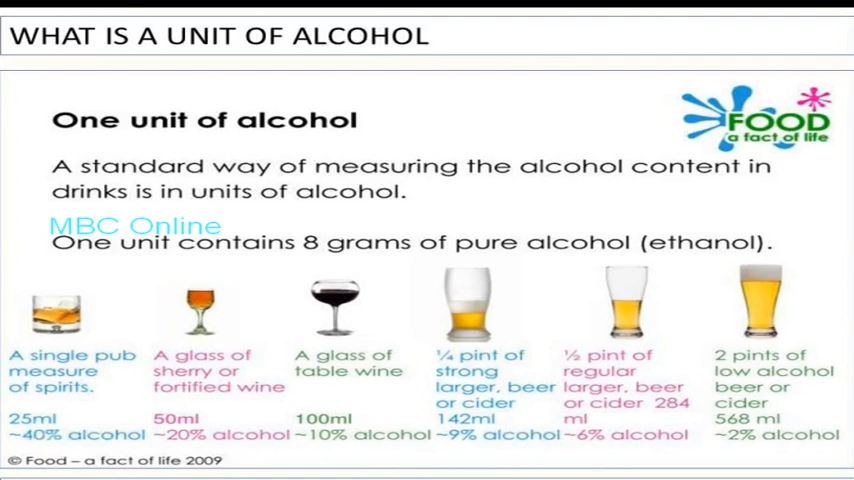 WHAT IS A UNIT OF ALCOHOL
One unit of alcohol
FOOD
a fact of life
A standard way of measuring the alcohol content in
drinks is in units of alcohol.
MBC Online
One unit contains 8 grams of pure alcohol (ethanol).
A single pub
measure
of spirits.
25ml
~40% alcohol
A glass of
sherry or
fortified wine
50ml
~20% alcohol
A glass of
table wine
100ml
~10% alcohol
¼ pint of
strong
larger, beer
or cider
142ml
~9% alcohol
½ pint of
regular
larger, beer
or cider 284
ml
~6% alcohol
2 pints of
low alcohol
beer or
cider
568 ml
~2% alcohol
© Food – a fact of life 2009